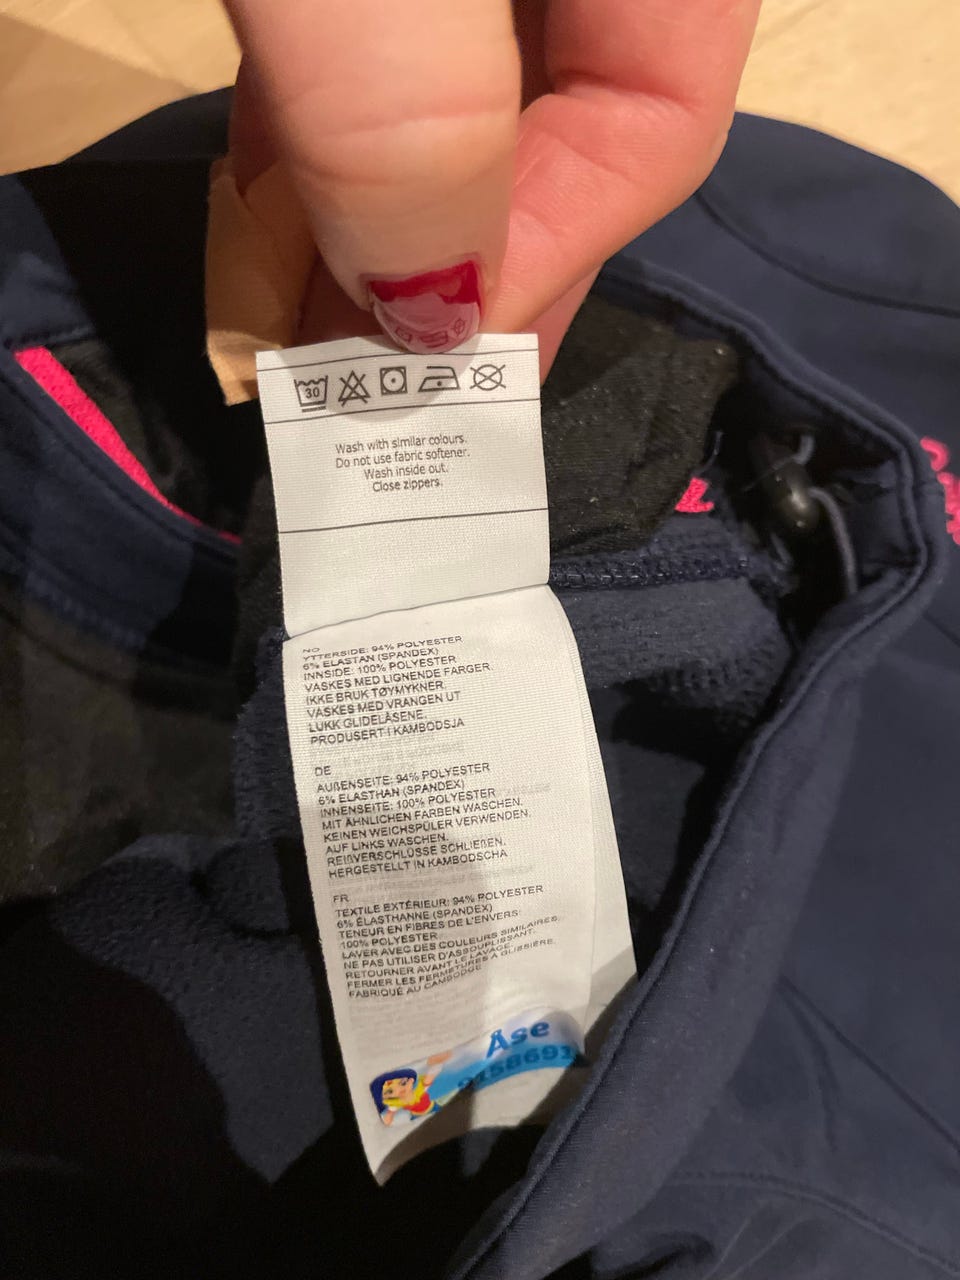 30
Wash with similar colours.
Do not use fabric softener.
Wash inside out.
Close zippers.
NO
YTTERSIDE: 94% POLYESTER
6% ELASTAN (SPANDEX)
INNSIDE: 100% POLYESTER
VASKES MED LIGNENDE FARGER.
IKKE BRUK TØYMYKNER.
VASKES MED VRANGEN UT
LUKK GLIDELÅSENE.
PRODUSERT I KAMBODSJA
DE
AUßENSEITE: 94% POLYESTER
6% ELASTHAN (SPANDEX)
INNENSEITE: 100% POLYESTER
MIT ÄHNLICHEN FARBEN WASCHEN.
KEINEN WEICHSPÜLER VERWENDEN.
AUF LINKS WASCHEN.
REIßVERSCHLÜSSE SCHLIEßEN.
HERGESTELLT IN KAMBODSCHA
FR
TEXTILE EXTÉRIEUR: 94% POLYESTER
6% ÉLASTHANNE (SPANDEX)
TENEUR EN FIBRES DE L'ENVERS:
100% POLYESTER
LAVER AVEC DES COULEURS SIMILAIRES.
NE PAS UTILISER D'ASSOUPLISSANT.
RETOURNER AVANT LE LAVAGE
FERMER LES FERMETURES À GLISSIÈRE.
FABRIQUÉ AU CAMBODGE
Åse